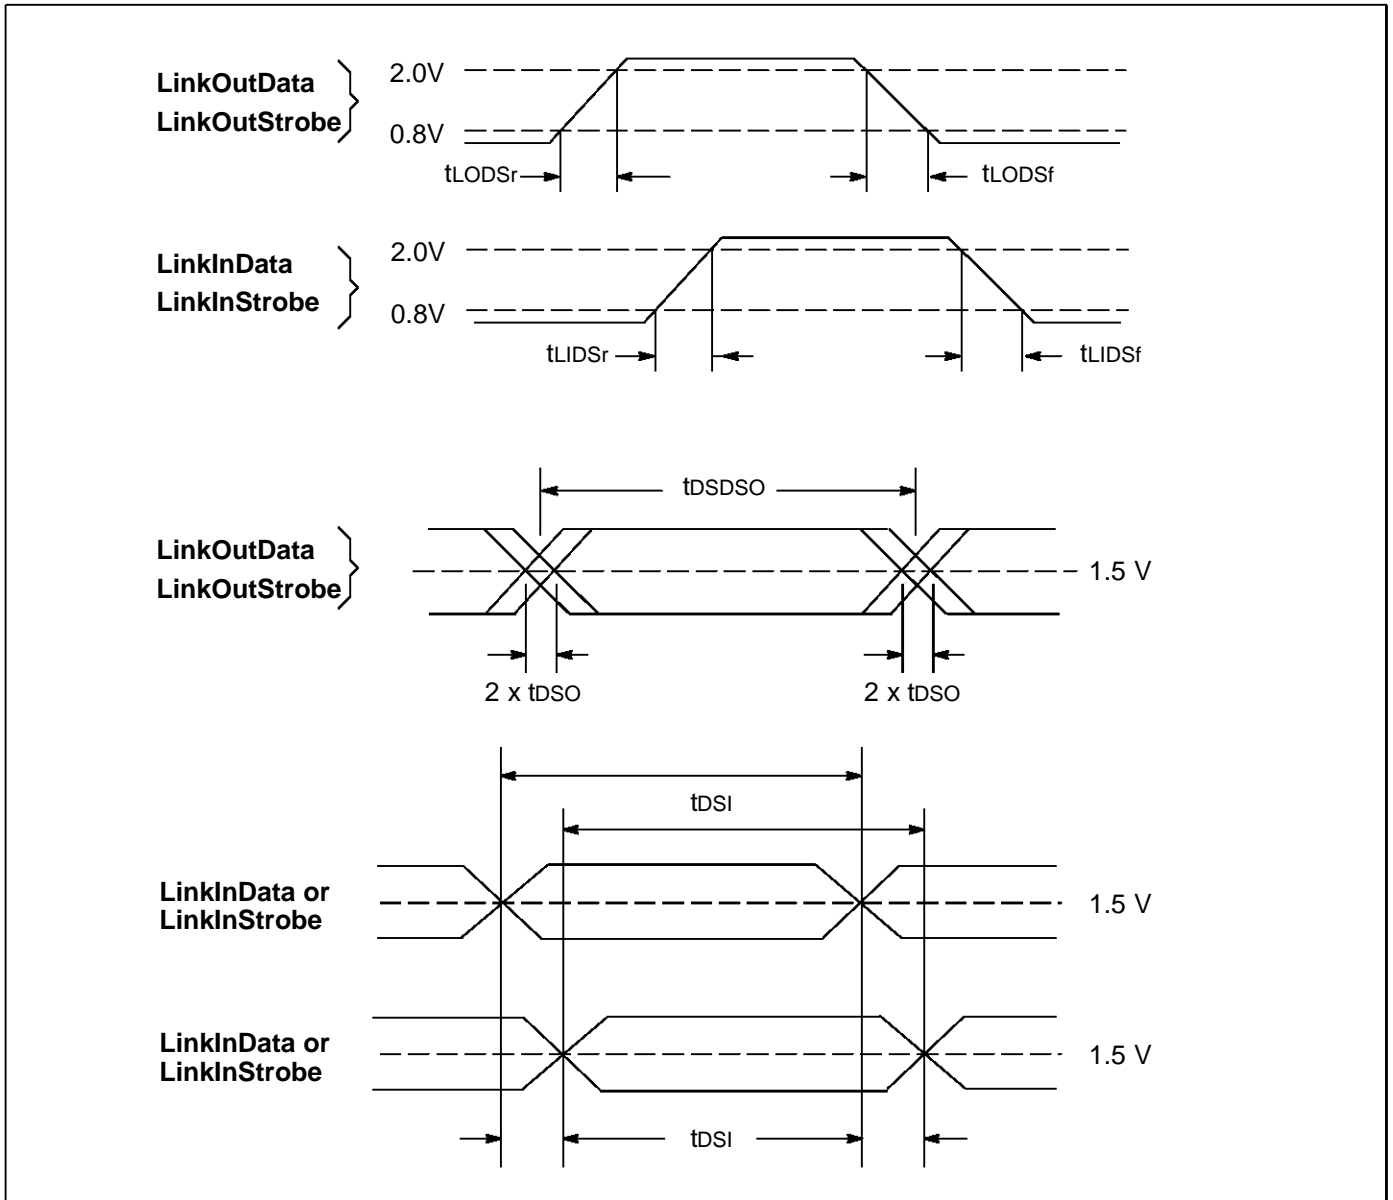 LinkOutData
LinkOutStrobe
2.0V
0.8V
tLODSr
tLODSf
LinkInData
LinkInStrobe
2.0V
0.8V
tLIDSr
tLIDSf
tDSDSO
LinkOutData
LinkOutStrobe
1.5 V
2 x tDSO
2 x tDSO
tDSI
LinkInData or
LinkInStrobe
1.5 V
LinkInData or
LinkInStrobe
1.5 V
tDSI